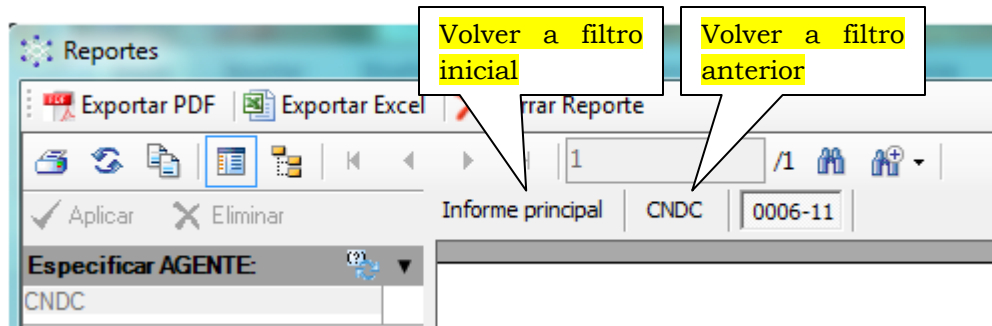 Volver a filtro
inicial
Volver a filtro
anterior
Reportes
Exportar PDF Exportar Excel rrar Reporte
1 /1
Aplicar Eliminar
Informe principal CNDC 0006-11
Especificar AGENTE:
CNDC